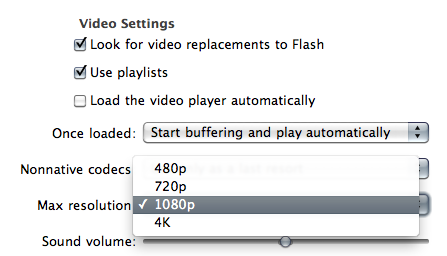 Video Settings
Look for video replacements to Flash
Use playlists
Load the video player automatically
Once loaded: Start buffering and play automatically
Nonnative codecs:
480p
720p
Max resolution: ✓ 1080p
4K
Sound volume: